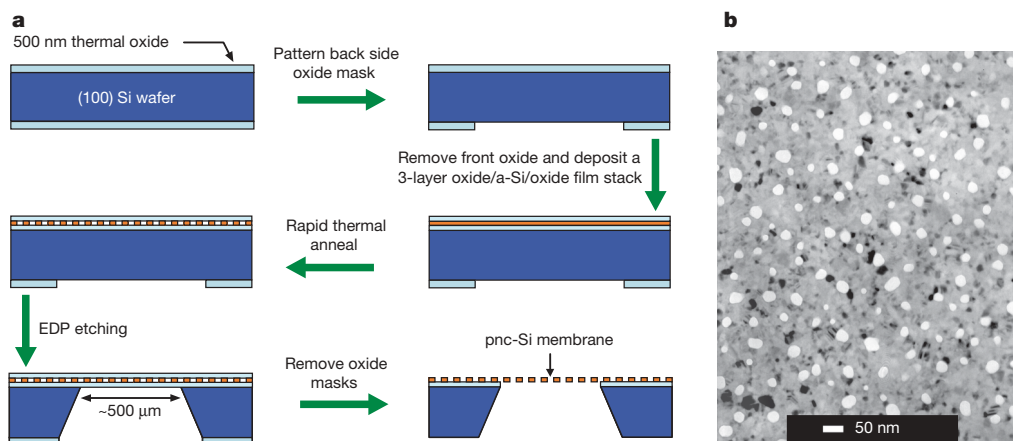 a
500 nm thermal oxide
(100) Si wafer
Pattern back side
oxide mask
Remove front oxide and deposit a
3-layer oxide/a-Si/oxide film stack
Rapid thermal
anneal
EDP etching
~500 μm
Remove oxide
masks
pnc-Si membrane
b
50 nm